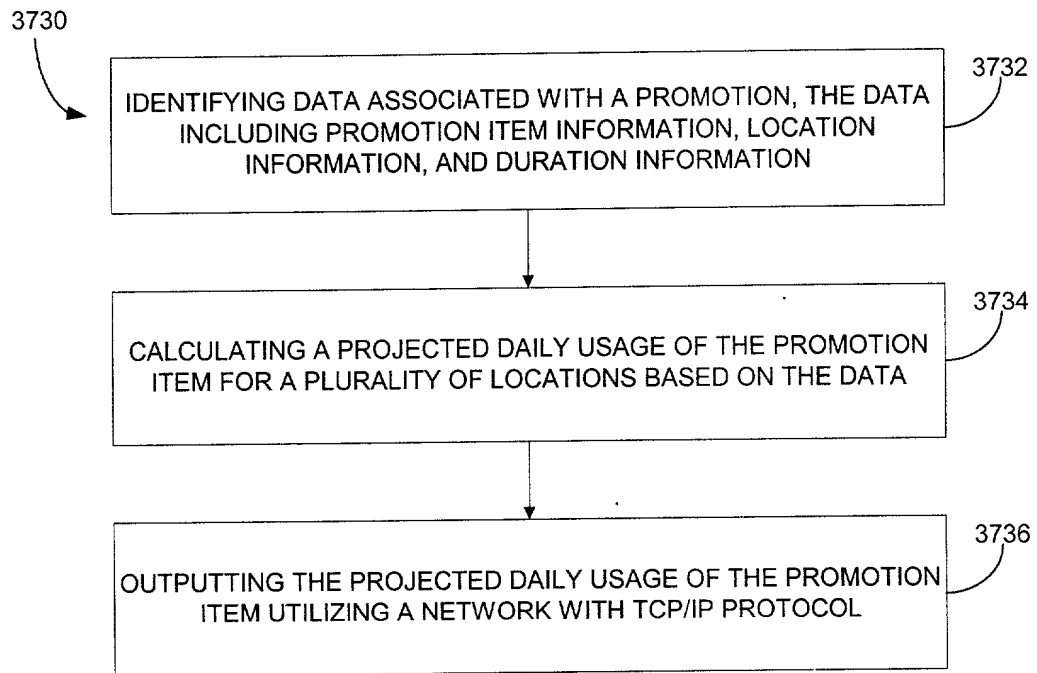 3730
3732
IDENTIFYING DATA ASSOCIATED WITH A PROMOTION, THE DATA
INCLUDING PROMOTION ITEM INFORMATION, LOCATION
INFORMATION, AND DURATION INFORMATION
3734
CALCULATING A PROJECTED DAILY USAGE OF THE PROMOTION
ITEM FOR A PLURALITY OF LOCATIONS BASED ON THE DATA
3736
OUTPUTTING THE PROJECTED DAILY USAGE OF THE PROMOTION
ITEM UTILIZING A NETWORK WITH TCP/IP PROTOCOL